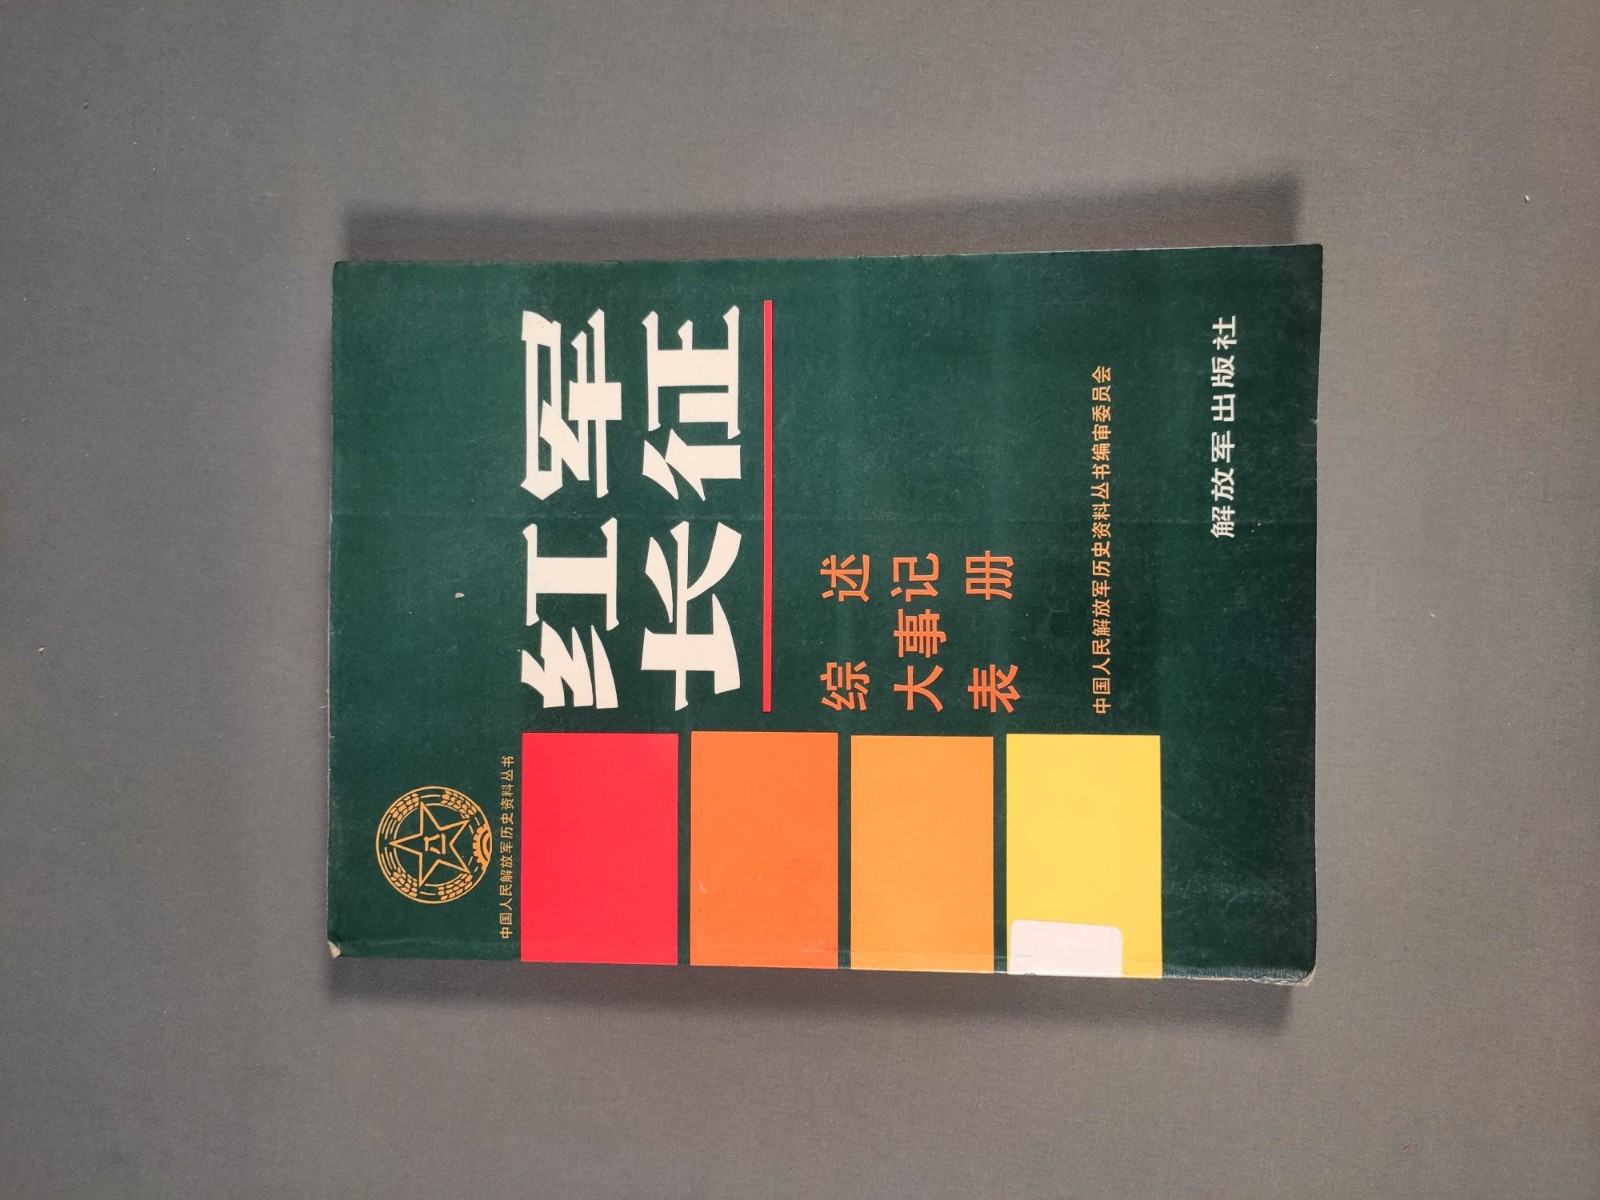 中国人民解放军历史资料丛书
红军
长征
综述
大事记
表册
中国人民解放军历史资料丛书编审委员会
解放军出版社